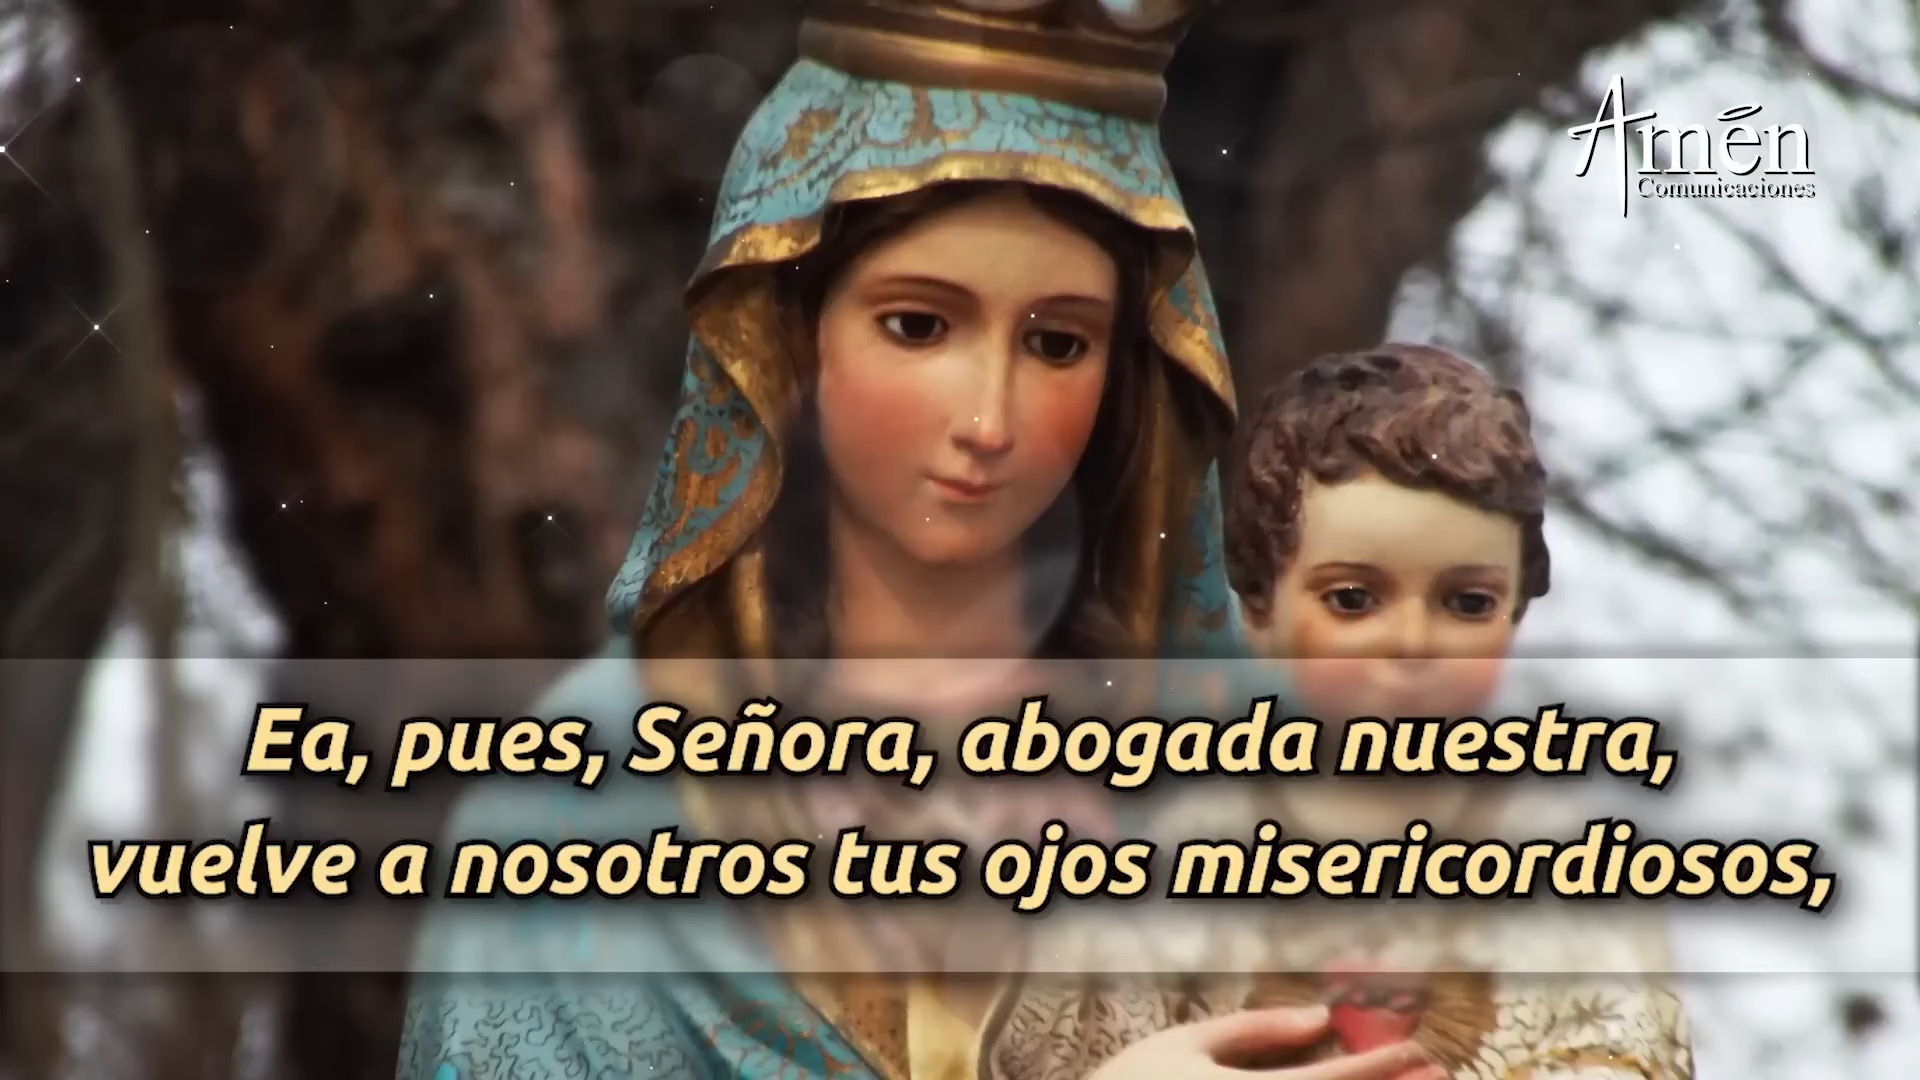 Amén
Comunicaciones
Ea, pues, Señora, abogada nuestra,
vuelve a nosotros tus ojos misericordiosos,